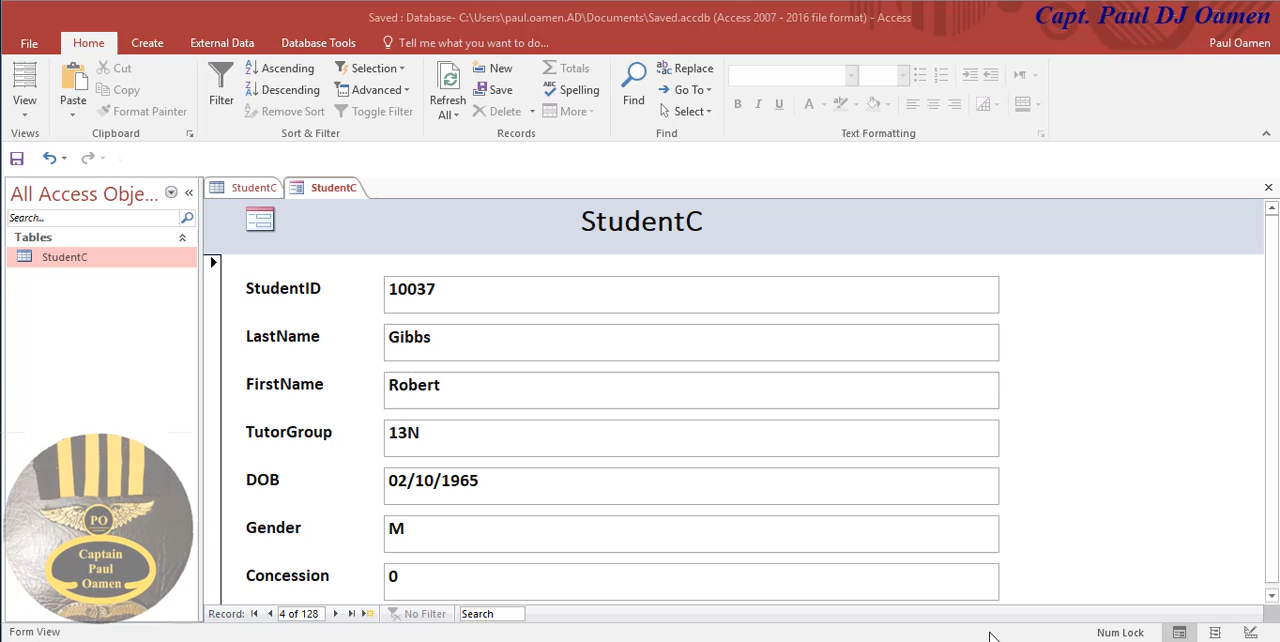 Saved : Database- C:\Users\paul.oamen.AD\Documents\Saved.accdb (Access 2007 - 2016 file format) - Access
Capt. Paul DJ Oamen
File Home Create External Data Database Tools Tell me what you want to do... Paul Oamen
View
Views
Paste
Cut
Copy
Format Painter
Clipboard
Filter
Ascending
Descending
Remove Sort
Selection
Advanced
Toggle Filter
Sort & Filter
Refresh
All
New
Save
Delete
Totals
Spelling
More
Records
Find
Replace
Go To
Select
Find
B I U A
Text Formatting
All Access Obje...
Search..
Tables
StudentC
StudentC StudentC
StudentC
StudentID 10037
LastName Gibbs
FirstName Robert
TutorGroup 13N
DOB 02/10/1965
Gender M
Concession 0
PO
Captain
Paul
Oamen
Record: 4 of 128 No Filter Search
Form View Num Lock